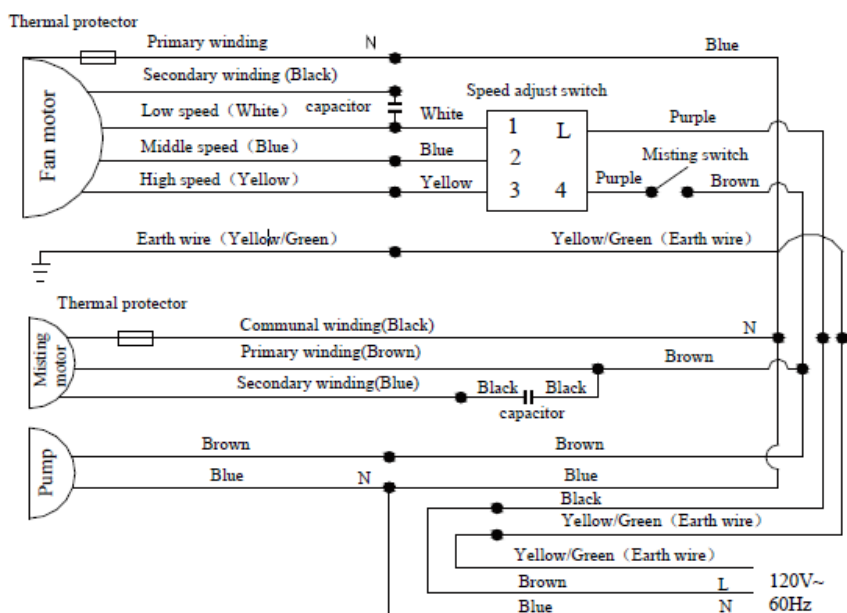 Thermal protector
Primary winding
N
Blue
Secondary winding (Black)
capacitor
Speed adjust switch
Low speed（White）
White
1
L
Purple
Fan motor
Middle speed（Blue）
Blue
2
Misting switch
High speed（Yellow）
Yellow
3
4
Purple
Brown
Earth wire（Yellow/Green）
Yellow/Green（Earth wire）
Thermal protector
Communal winding(Black)
N
Misting
motor
Primary winding(Brown)
Brown
Secondary winding(Blue)
Black
Black
capacitor
Pump
Brown
Brown
Blue
N
Blue
Black
Yellow/Green（Earth wire）
Yellow/Green（Earth wire）
Brown
L
120V~
Blue
N
60Hz